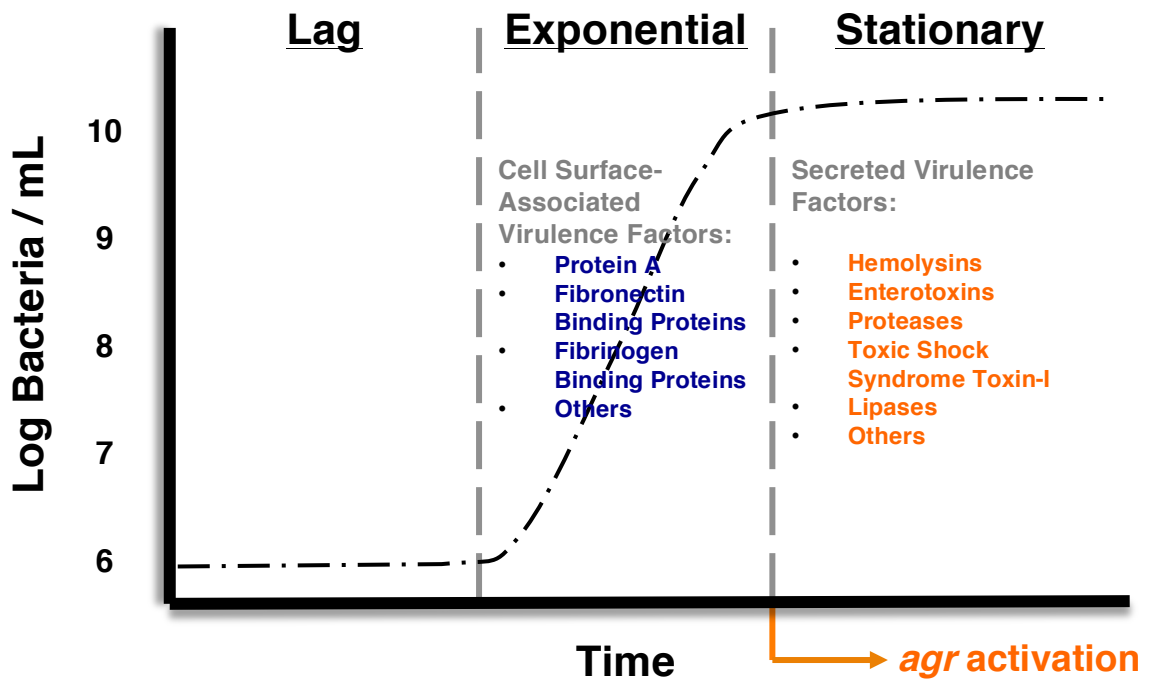 Lag
Exponential
Stationary
Log Bacteria / mL
10
9
8
7
6
Cell Surface-
Associated
Virulence Factors:
• Protein A
• Fibronectin
Binding Proteins
• Fibrinogen
Binding Proteins
• Others
Secreted Virulence
Factors:
• Hemolysins
• Enterotoxins
• Proteases
• Toxic Shock
Syndrome Toxin-I
• Lipases
• Others
Time
agr activation